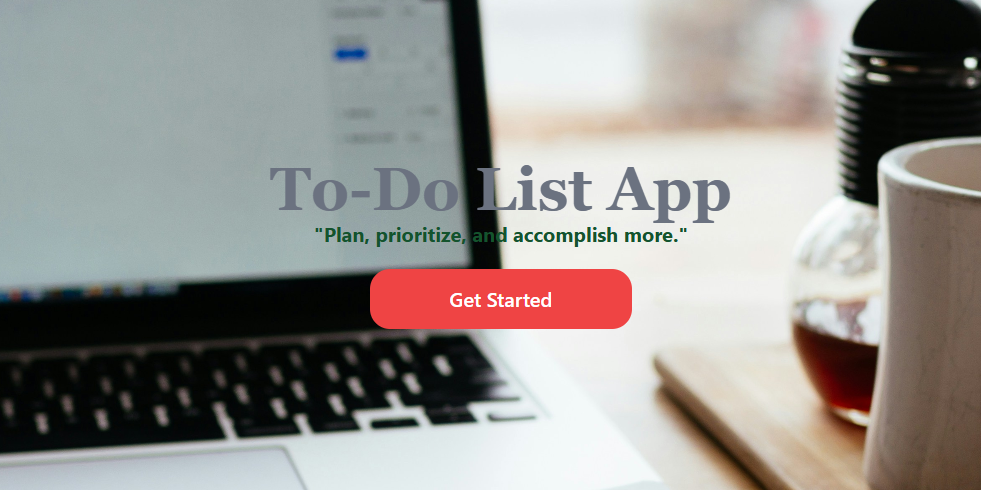 To-Do List App
"Plan, prioritize, and accomplish more."
Get Started